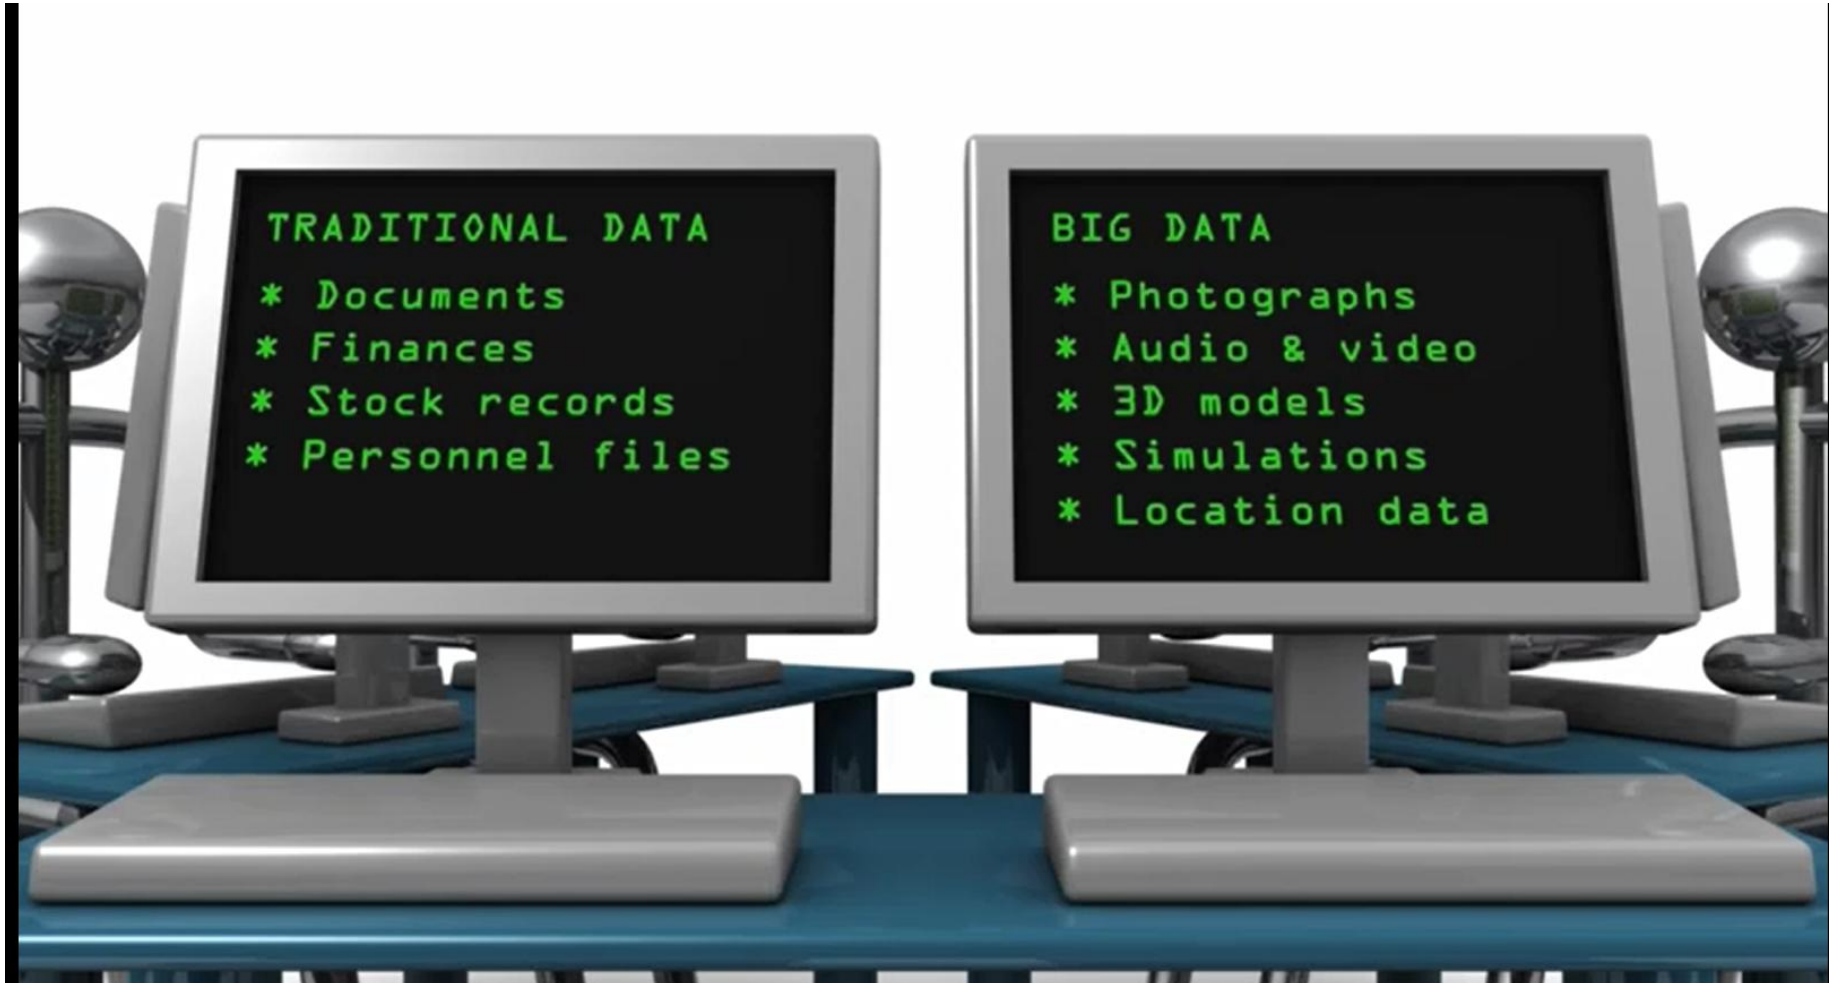 TRADITIONAL DATA
* Documents
* Finances
* Stock records
* Personnel files
BIG DATA
* Photographs
* Audio & video
* 3D models
* Simulations
* Location data